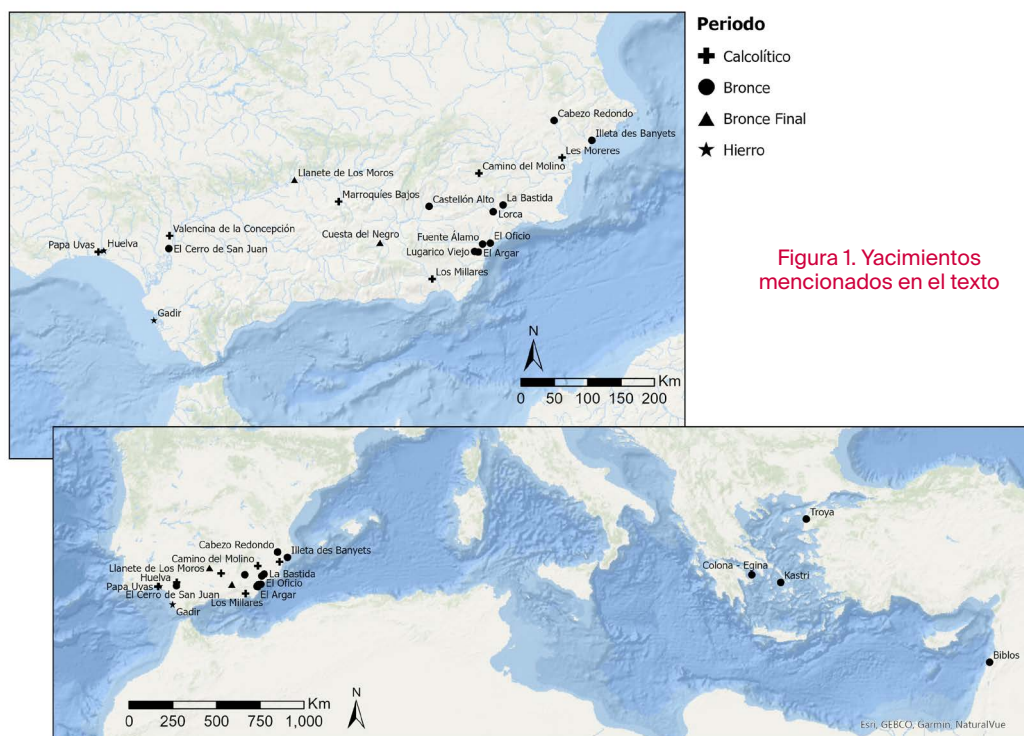 Periodo
Calcolítico
Bronce
Bronce Final
Hierro
Figura 1. Yacimientos
mencionados en el texto
Cabezo Redondo
Illeta des Banyets
Les Moreres
Camino del Molino
Llanete de Los Moros
Marroquíes Bajos
Castellón Alto
La Bastida
Lorca
Valencina de la Concepción
Cuesta del Negro
Fuente Álamo
El Oficio
Papa Uvas
Huelva
El Cerro de San Juan
Lugarico Viejo
El Argar
Los Millares
Gadir
N
Km
0 50 100 150 200
Troya
Cabezo Redondo
Illeta des Banyets
Camino del Molino
Llanete de Los Moros
La Bastida
Colona - Egina
Kastri
Huelva
El Oficio
Papa Uvas
El Cerro de San Juan
El Argar
Los Millares
Gadir
Biblos
N
Km
0 250 500 750 1,000
Esri, GEBCO, Garmin, NaturalVue